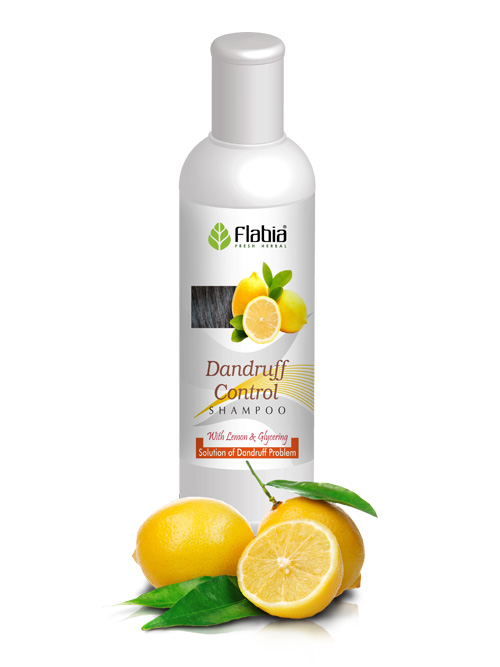 Flabia®
FRESH HERBAL
Dandruff
Control
SHAMPOO
With Lemon & Glycering
Solution of Dandruff Problem